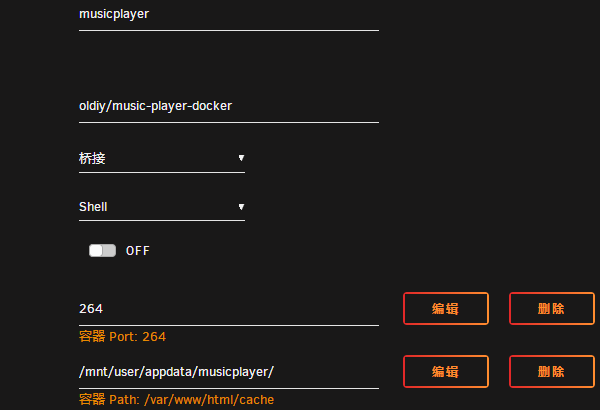 musicplayer
oldiy/music-player-docker
桥接
Shell
OFF
264 编辑 删除
容器 Port: 264
/mnt/user/appdata/musicplayer/ 编辑 删除
容器 Path: /var/www/html/cache